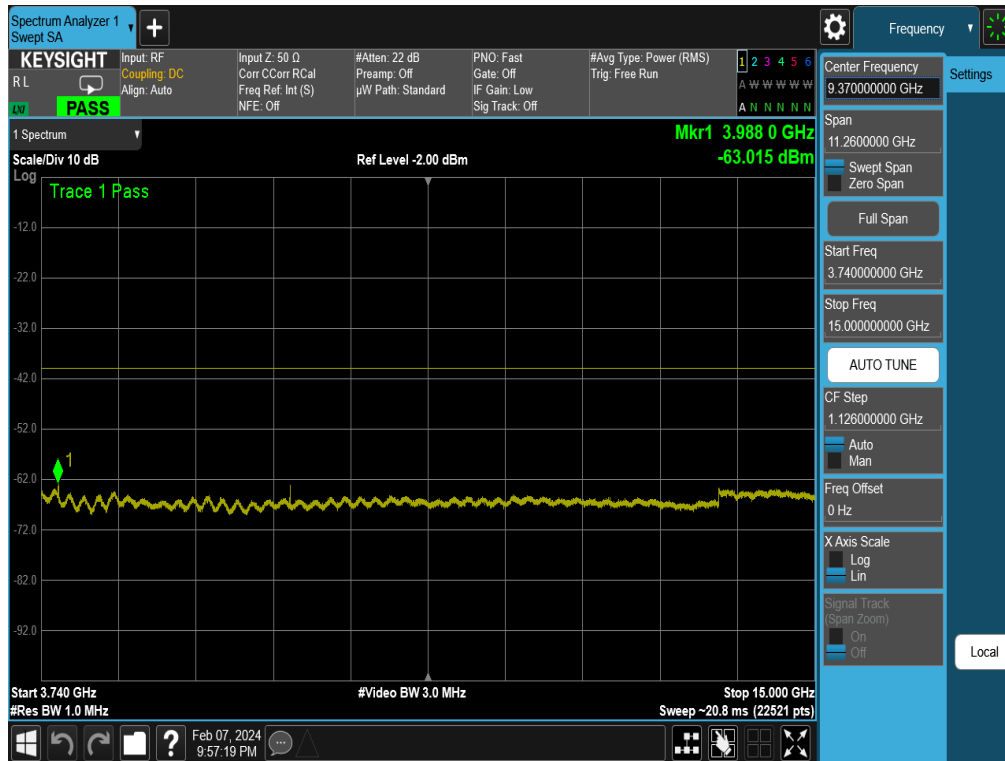 Spectrum Analyzer 1
Swept SA
Frequency
KEYSIGHT
R L
LXI
PASS
Input: RF
Coupling: DC
Align: Auto
Input Z: 50 Ω
Corr CCorr RCal
Freq Ref: Int (S)
NFE: Off
#Atten: 22 dB
Preamp: Off
µW Path: Standard
PNO: Fast
Gate: Off
IF Gain: Low
Sig Track: Off
#Avg Type: Power (RMS)
Trig: Free Run
1 2 3 4 5 6
A W W W W W
A N N N N N
1 Spectrum
Scale/Div 10 dB
Log
Ref Level -2.00 dBm
Mkr1 3.988 0 GHz
-63.015 dBm
Trace 1 Pass
-12.0
-22.0
-32.0
-42.0
-52.0
-62.0
-72.0
-82.0
-92.0
1
Start 3.740 GHz
#Res BW 1.0 MHz
#Video BW 3.0 MHz
Stop 15.000 GHz
Sweep ~20.8 ms (22521 pts)
Center Frequency
9.370000000 GHz
Span
11.2600000 GHz
Swept Span
Zero Span
Full Span
Start Freq
3.740000000 GHz
Stop Freq
15.000000000 GHz
AUTO TUNE
CF Step
1.126000000 GHz
Auto
Man
Freq Offset
0 Hz
X Axis Scale
Log
Lin
Signal Track
(Span Zoom)
On
Off
Settings
Local
?
Feb 07, 2024
9:57:19 PM